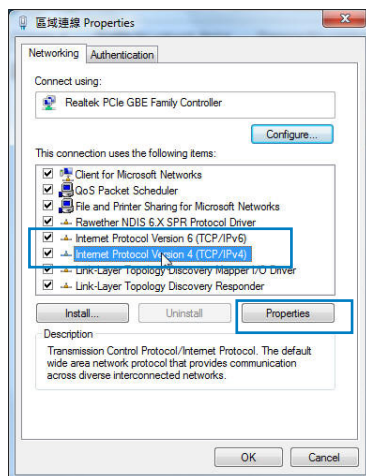 區域連線 Properties
Networking Authentication
Connect using:
Realtek PCIe GBE Family Controller
Configure...
This connection uses the following items:
Client for Microsoft Networks
QoS Packet Scheduler
File and Printer Sharing for Microsoft Networks
Rawether NDIS 6.X SPR Protocol Driver
Internet Protocol Version 6 (TCP/IPv6)
Internet Protocol Version 4 (TCP/IPv4)
Link-Layer Topology Discovery Mapper I/O Driver
Link-Layer Topology Discovery Responder
Install... Uninstall Properties
Description
Transmission Control Protocol/Internet Protocol. The default
wide area network protocol that provides communication
across diverse interconnected networks.
OK Cancel